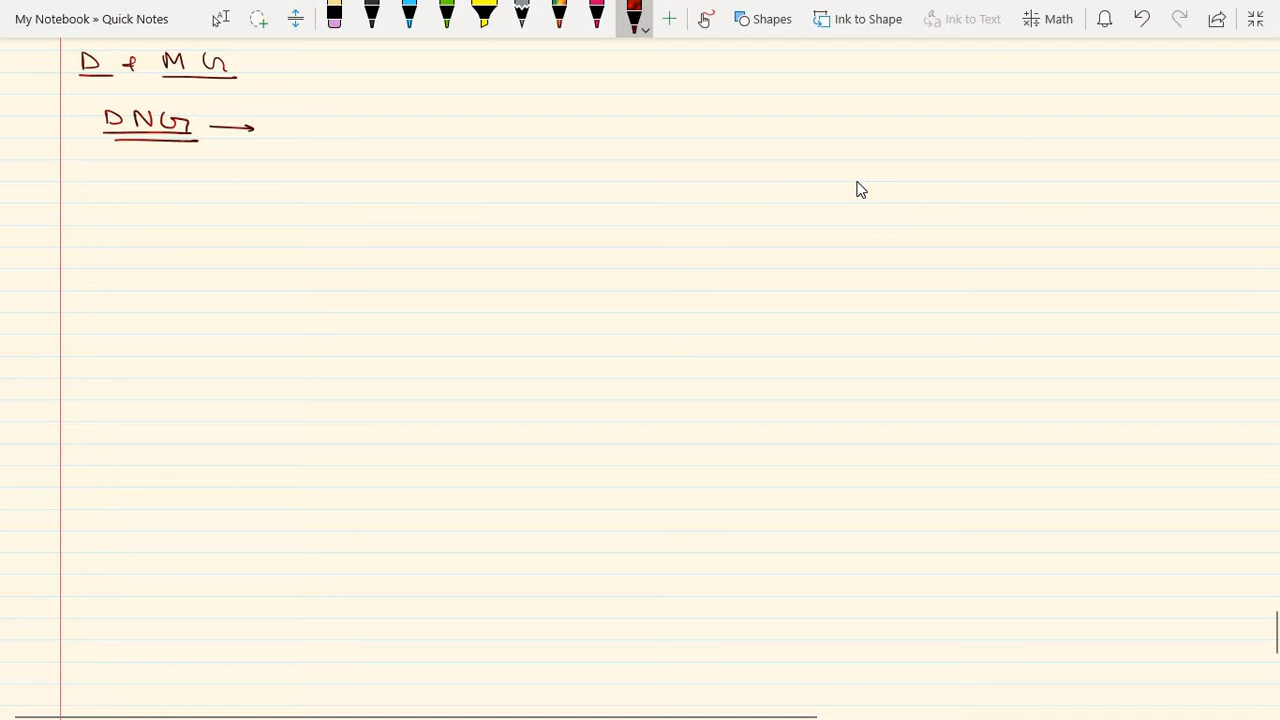 My Notebook » Quick Notes
Shapes
Ink to Shape
Ink to Text
Math
D & M G
DNG →